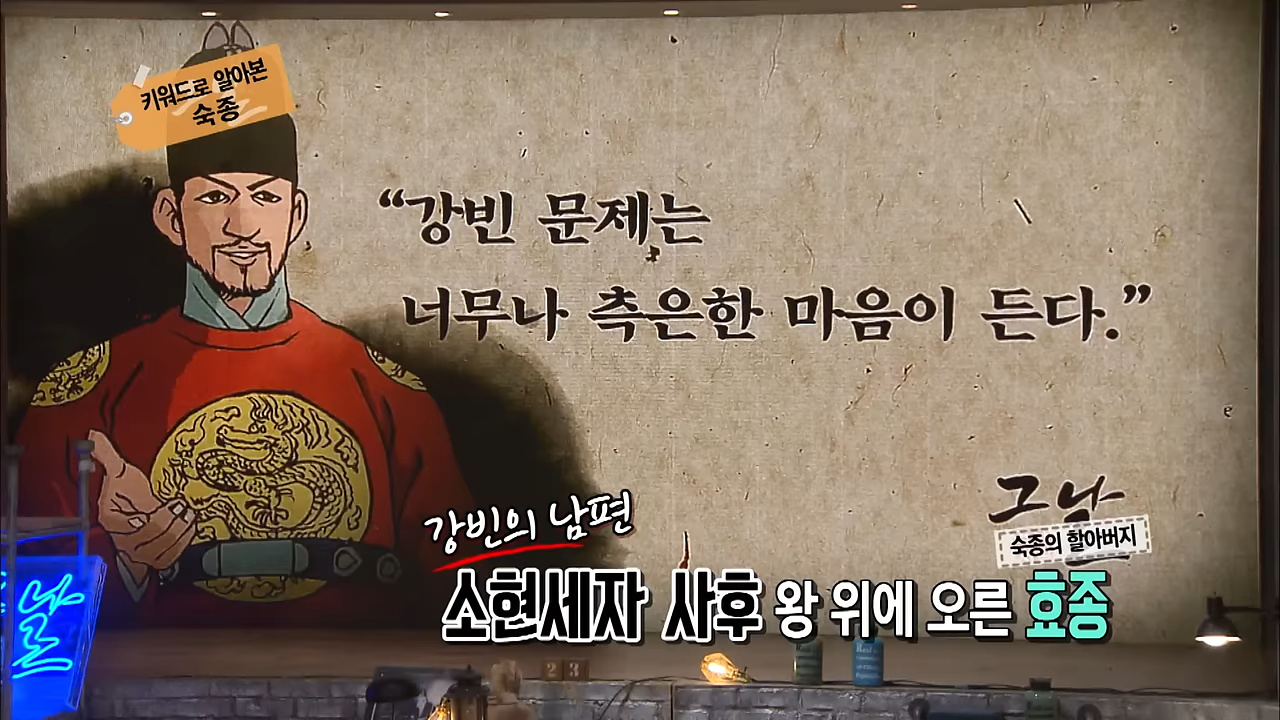 키워드로 알아본
숙종
“강빈 문제는
너무나 측은한 마음이 든다.”
그날
숙종의 할아버지
강빈의 남편
소현세자 사후 왕 위에 오른 효종
날
23